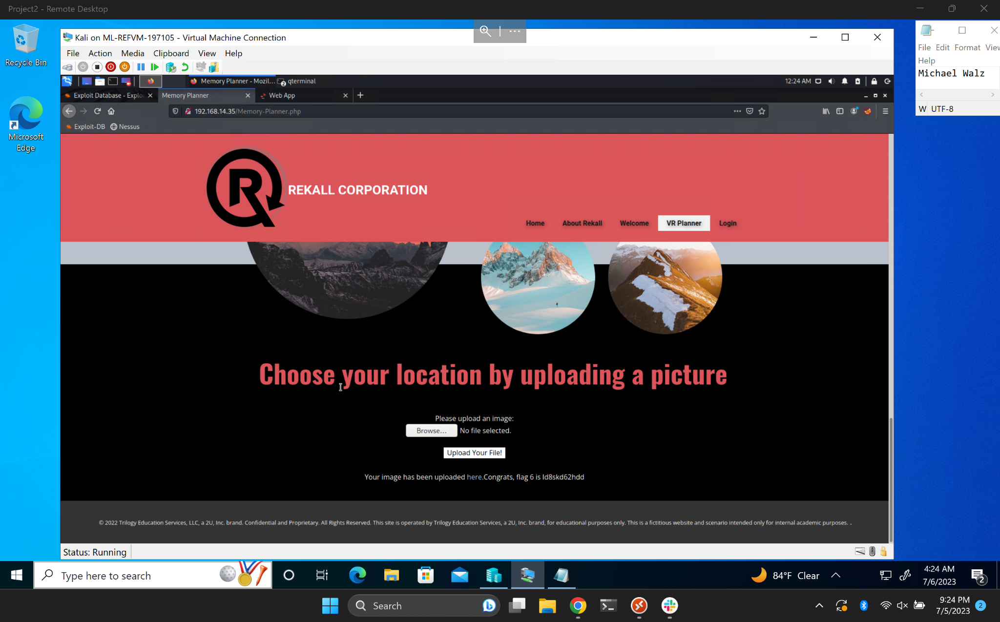 Project2 - Remote Desktop
Recycle Bin
Microsoft
Edge
Kali on ML-REFVM-197105 - Virtual Machine Connection
File Action Media Clipboard View Help
Memory Planner - Mozil...
qterminal
12:24 AM
Exploit Database - Explo
Memory Planner
Web App
192.168.14.35/Memory-Planner.php
Exploit-DB
Nessus
R
REKALL CORPORATION
Home
About Rekall
Welcome
VR Planner
Login
Choose your location by uploading a picture
Please upload an image:
Browse... No file selected.
Upload Your File!
Your image has been uploaded here.Congrats, flag 6 is ld8skd62hdd
© 2022 Trilogy Education Services, LLC, a 2U, Inc. brand. Confidential and Proprietary. All Rights Reserved. This site is operated by Trilogy Education Services, a 2U, Inc. brand, for educational purposes only. This is a fictitious website and scenario intended only for internal academic purposes. .
Status: Running
File Edit Format View
Help
Michael Walz
W UTF-8
Type here to search
84°F Clear
4:24 AM
7/6/2023
2
Search
9:24 PM
7/5/2023
2